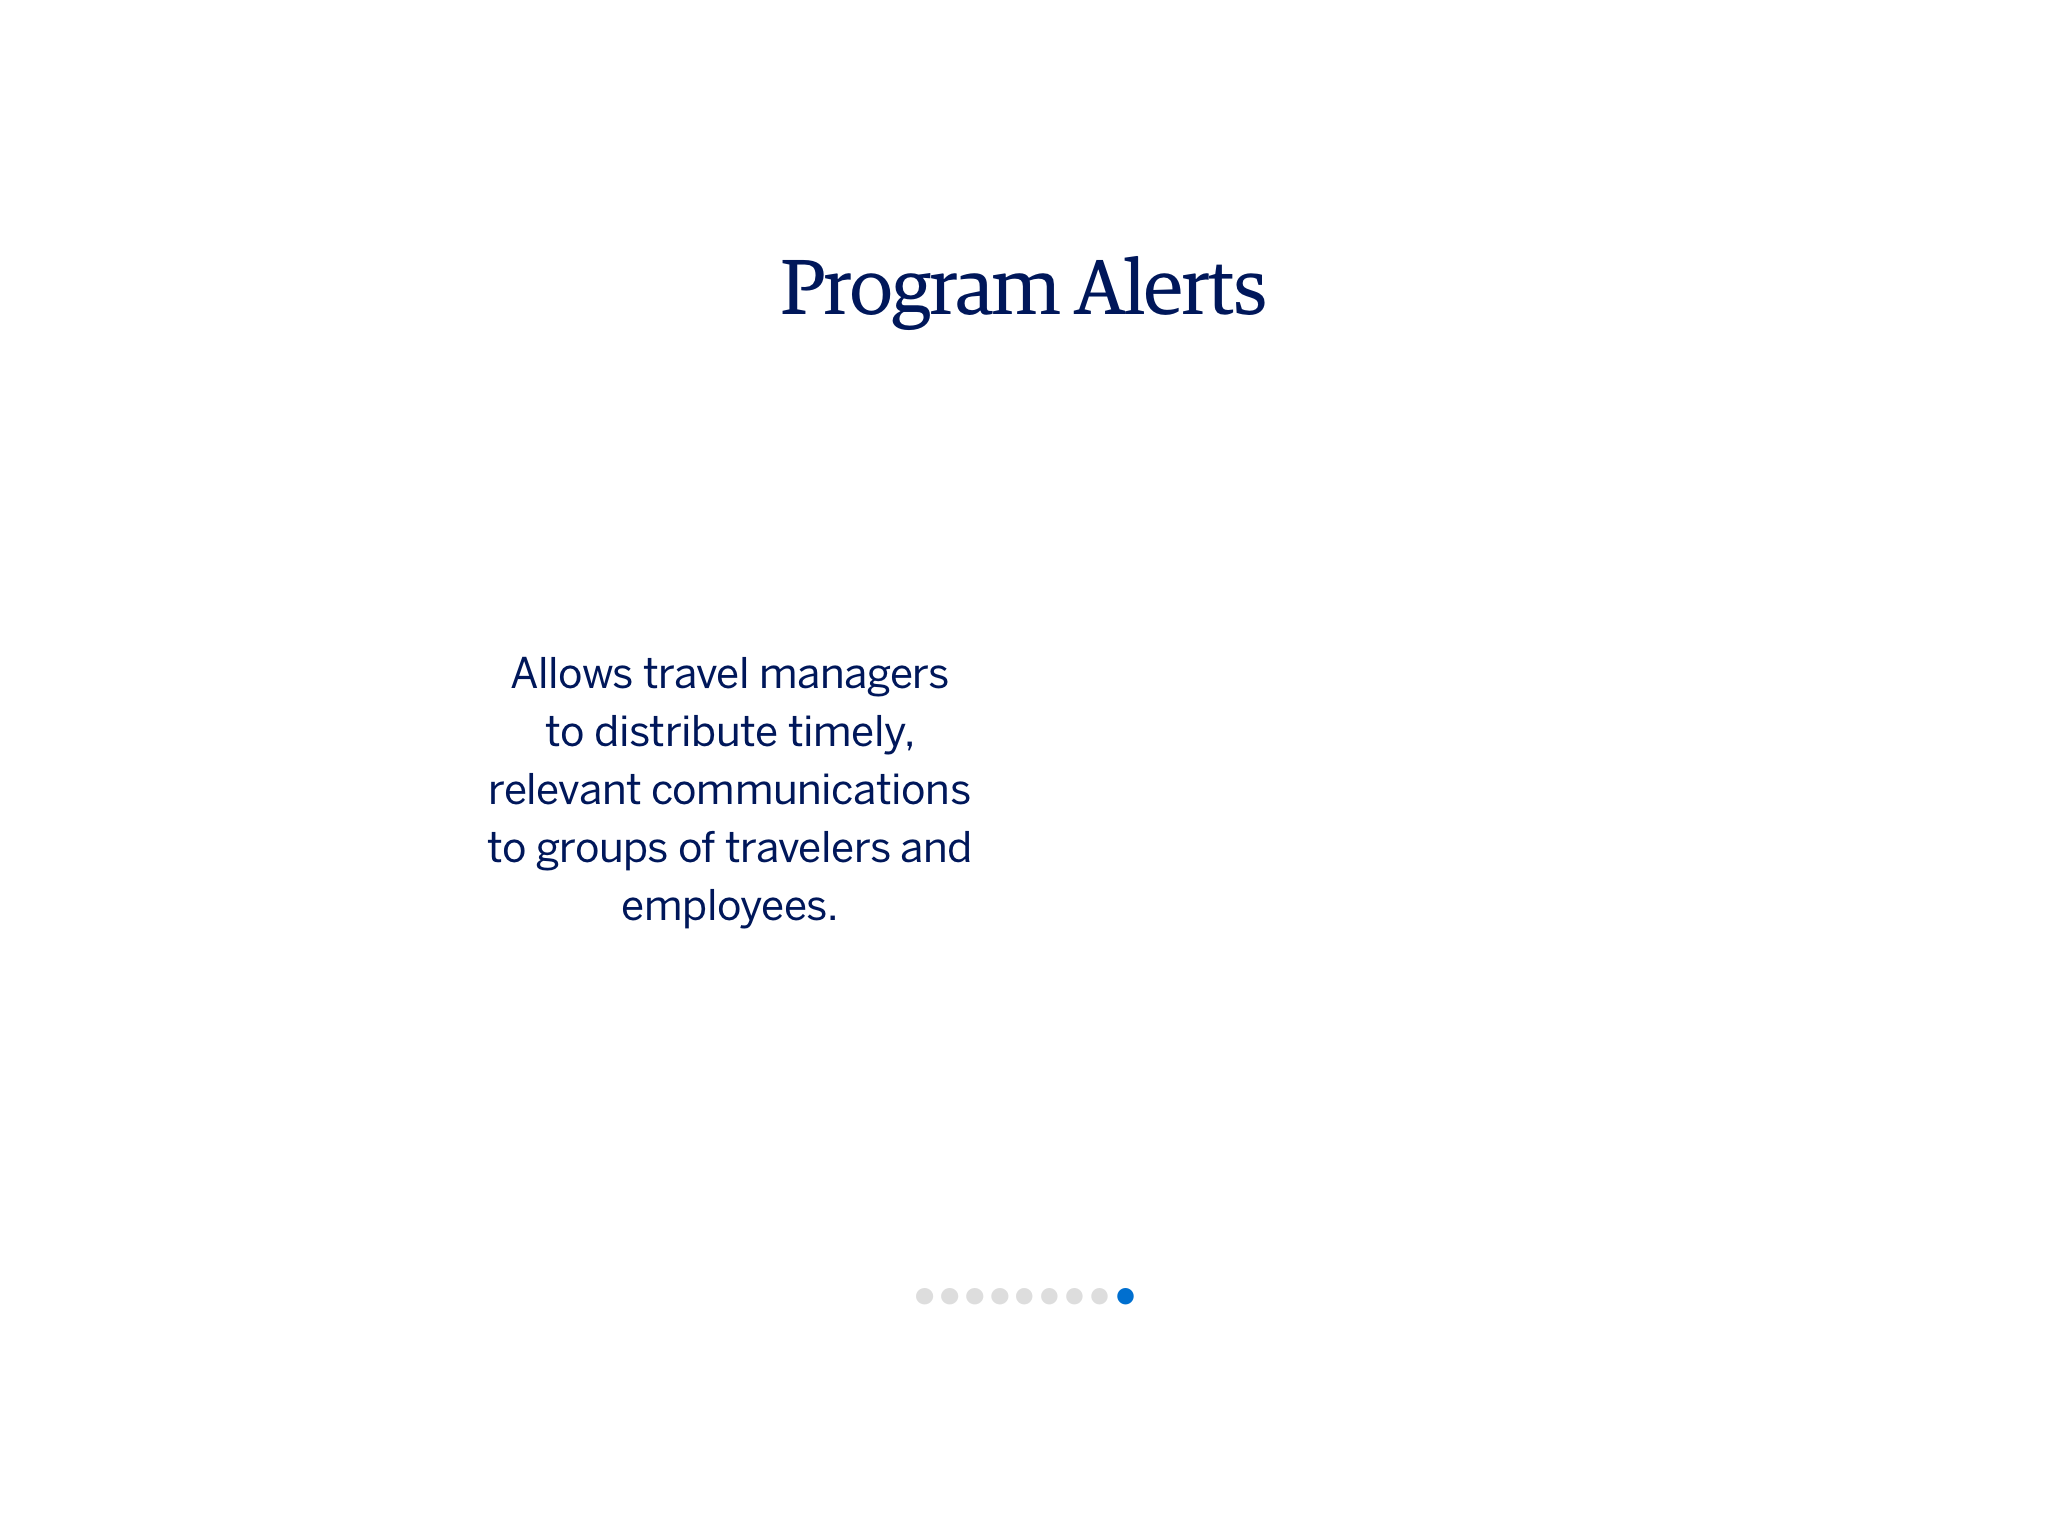 Program Alerts
Allows travel managers
to distribute timely,
relevant communications
to groups of travelers and
employees.